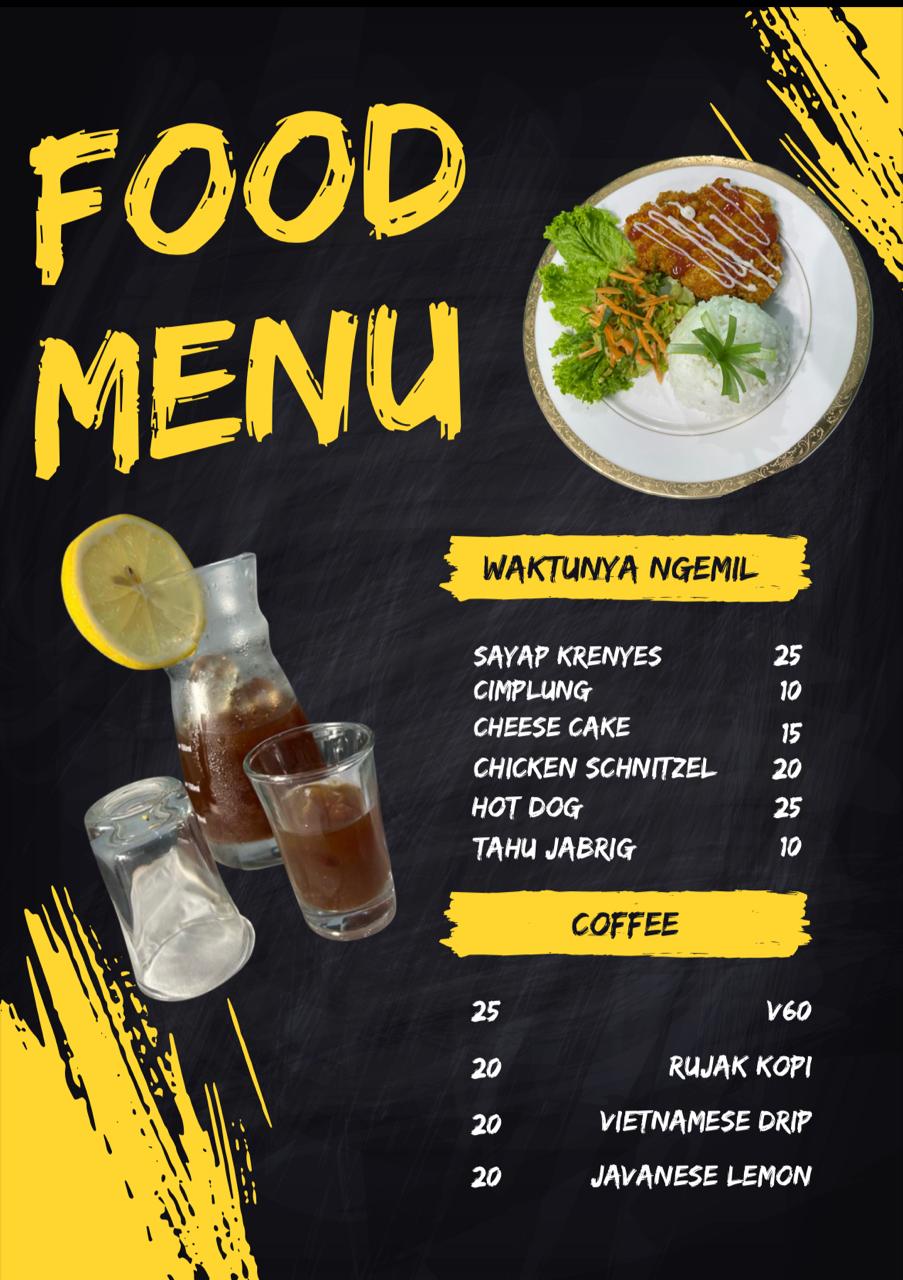 FOOD
MENU
WAKTUNYA NGEMIL
SAYAP KRENYES 25
CIMPLUNG 10
CHEESE CAKE 15
CHICKEN SCHNITZEL 20
HOT DOG 25
TAHU JABRIG 10
COFFEE
25 V60
20 RUJAK KOPI
20 VIETNAMESE DRIP
20 JAVANESE LEMON